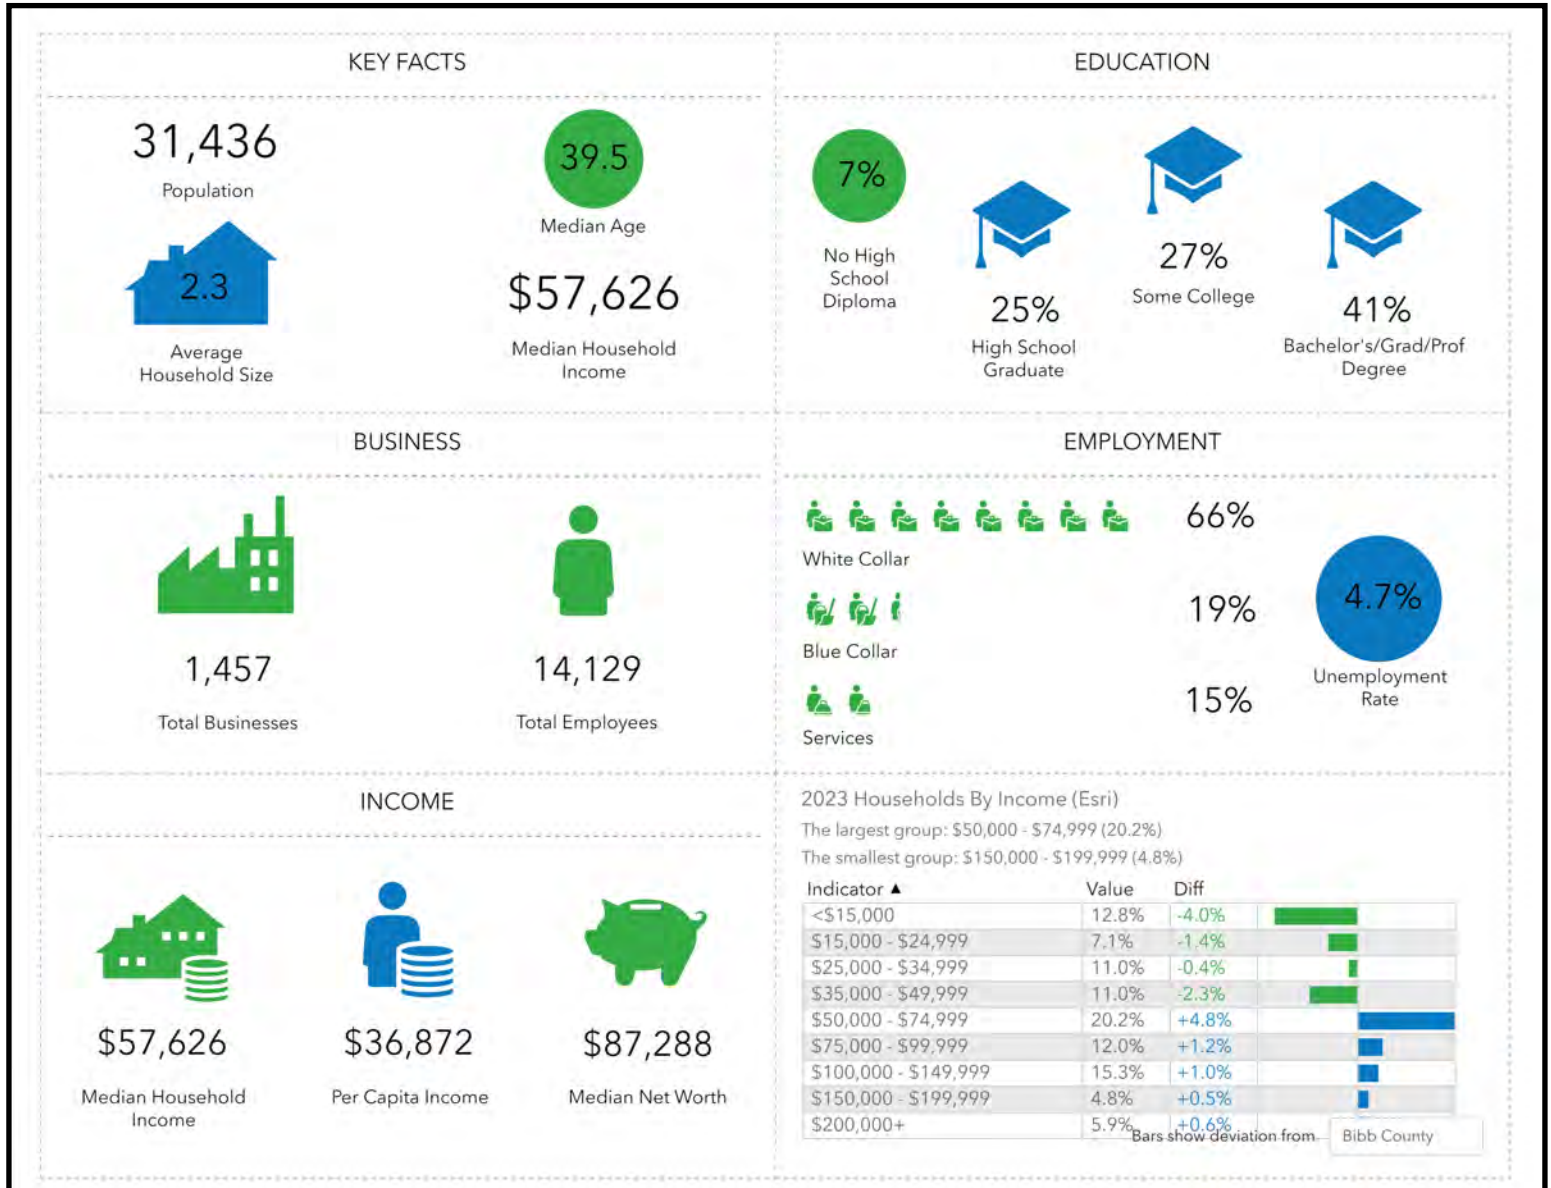 KEY FACTS
31,436
Population
39.5
Median Age
2.3
Average
Household Size
$57,626
Median Household
Income
EDUCATION
7%
No High
School
Diploma
25%
High School
Graduate
27%
Some College
41%
Bachelor's/Grad/Prof
Degree
BUSINESS
1,457
Total Businesses
14,129
Total Employees
EMPLOYMENT
66%
White Collar
19%
Blue Collar
15%
Services
4.7%
Unemployment
Rate
INCOME
$57,626
Median Household
Income
$36,872
Per Capita Income
$87,288
Median Net Worth
2023 Households By Income (Esri)
The largest group: $50,000 - $74,999 (20.2%)
The smallest group: $150,000 - $199,999 (4.8%)
Indicator ▲ Value Diff
<$15,000 12.8% -4.0%
$15,000 - $24,999 7.1% -1.4%
$25,000 - $34,999 11.0% -0.4%
$35,000 - $49,999 11.0% -2.3%
$50,000 - $74,999 20.2% +4.8%
$75,000 - $99,999 12.0% +1.2%
$100,000 - $149,999 15.3% +1.0%
$150,000 - $199,999 4.8% +0.5%
$200,000+ 5.9% +0.6%
Bars show deviation from Bibb County